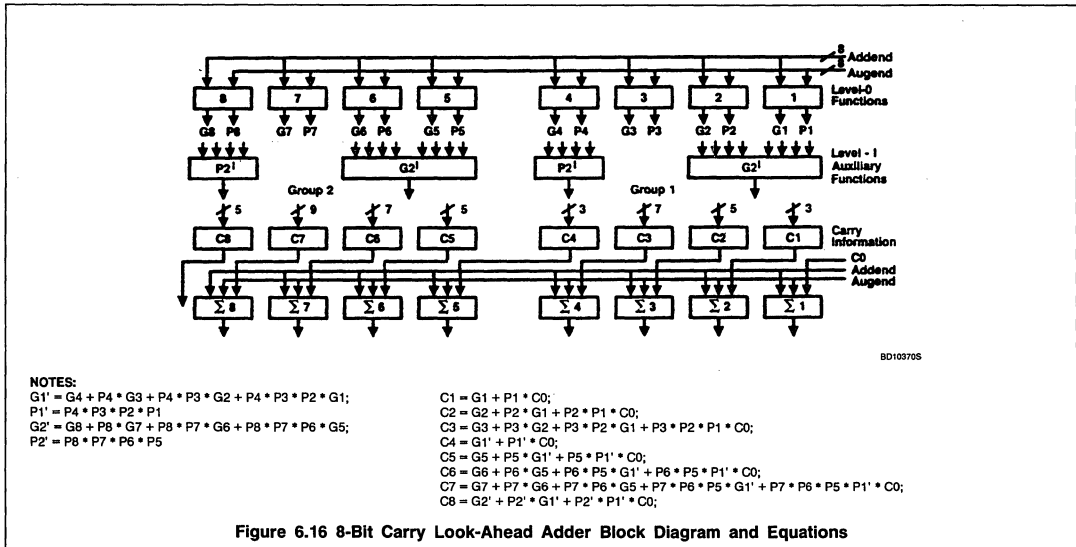 8 Addend
8 Augend
8 7 6 5 4 3 2 1 Level-0 Functions
G8 P8 G7 P7 G6 P6 G5 P5 G4 P4 G3 P3 G2 P2 G1 P1
P2' G2' P2' G2' Level - I Auxiliary Functions
Group 2 Group 1
5 9 7 5 3 7 5 3
C8 C7 C6 C5 C4 C3 C2 C1 Carry Information
C0
Addend
Augend
Σ 8 Σ 7 Σ 6 Σ 5 Σ 4 Σ 3 Σ 2 Σ 1
BD10370S
NOTES:
G1' = G4 + P4 * G3 + P4 * P3 * G2 + P4 * P3 * P2 * G1;
P1' = P4 * P3 * P2 * P1
G2' = G8 + P8 * G7 + P8 * P7 * G6 + P8 * P7 * P6 * G5;
P2' = P8 * P7 * P6 * P5
C1 = G1 + P1 * C0;
C2 = G2 + P2 * G1 + P2 * P1 * C0;
C3 = G3 + P3 * G2 + P3 * P2 * G1 + P3 * P2 * P1 * C0;
C4 = G1' + P1' * C0;
C5 = G5 + P5 * G1' + P5 * P1' * C0;
C6 = G6 + P6 * G5 + P6 * P5 * G1' + P6 * P5 * P1' * C0;
C7 = G7 + P7 * G6 + P7 * P6 * G5 + P7 * P6 * P5 * G1' + P7 * P6 * P5 * P1' * C0;
C8 = G2' + P2' * G1' + P2' * P1' * C0;
Figure 6.16 8-Bit Carry Look-Ahead Adder Block Diagram and Equations